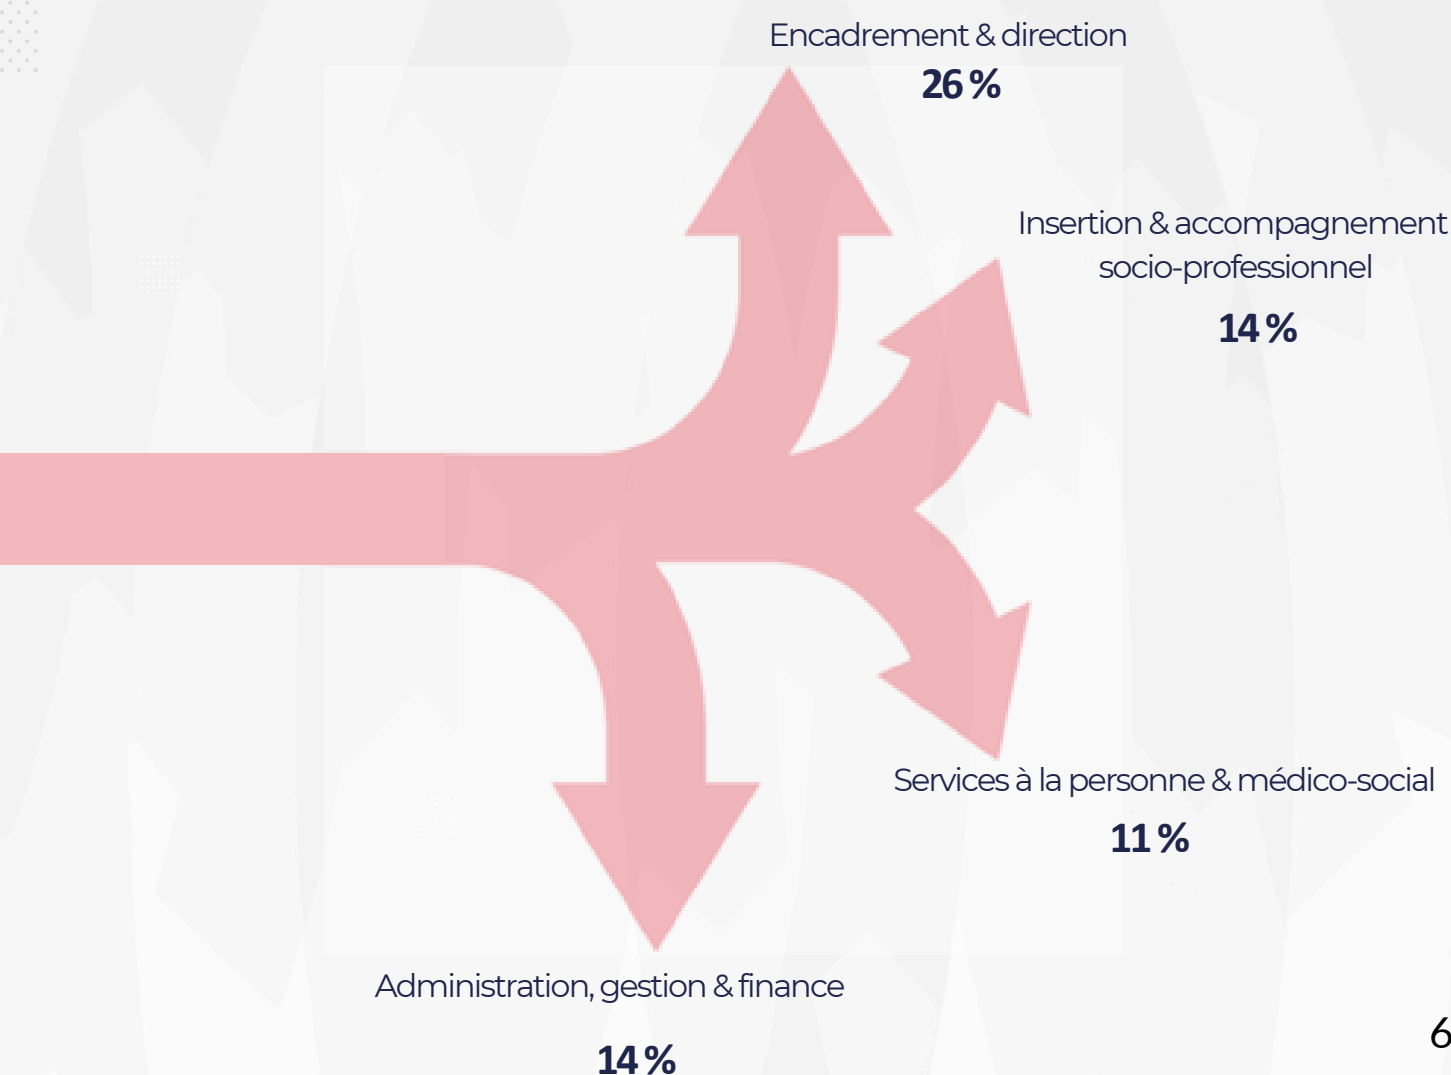 Encadrement & direction
26 %
Insertion & accompagnement
socio-professionnel
14 %
Services à la personne & médico-social
11 %
Administration, gestion & finance
14 %
6